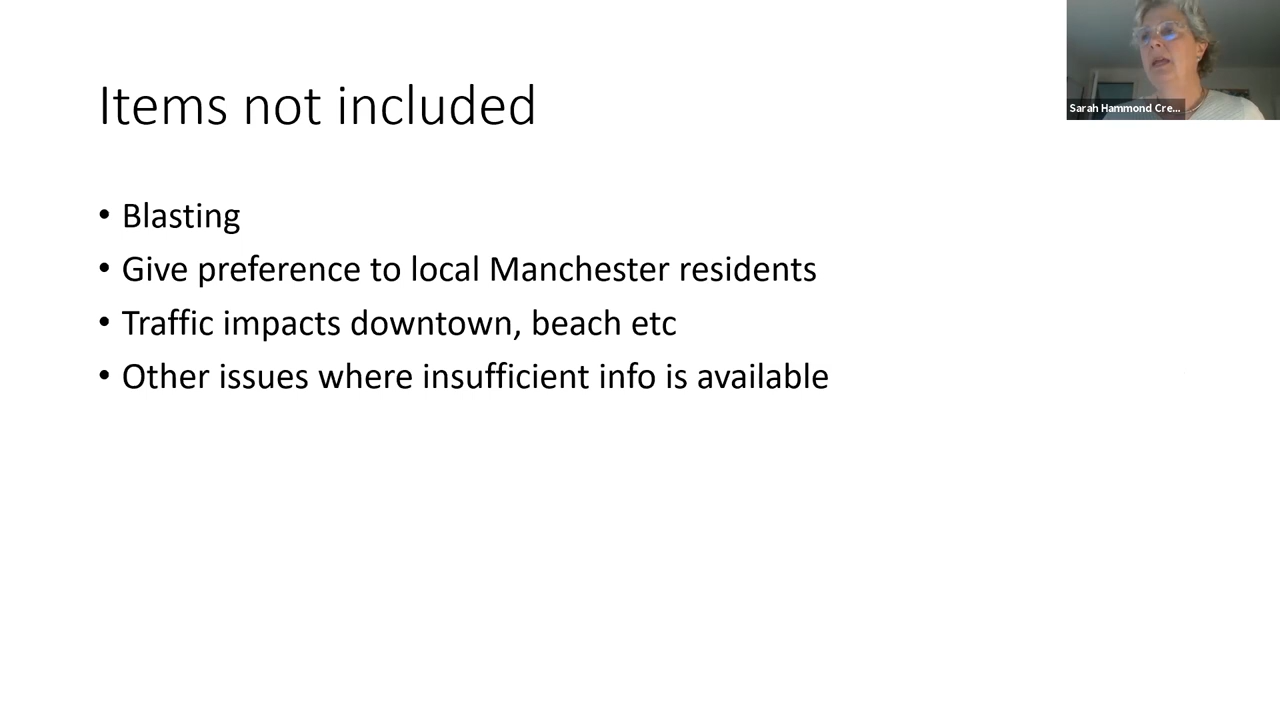 Items not included
Sarah Hammond Cre...
• Blasting
• Give preference to local Manchester residents
• Traffic impacts downtown, beach etc
• Other issues where insufficient info is available